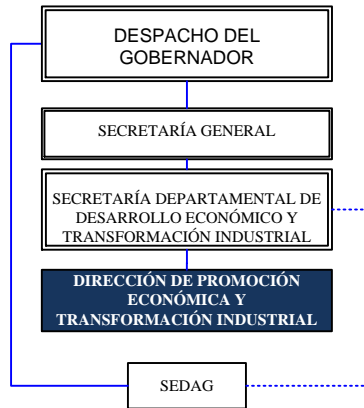 DESPACHO DEL
GOBERNADOR
SECRETARÍA GENERAL
SECRETARÍA DEPARTAMENTAL DE
DESARROLLO ECONÓMICO Y
TRANSFORMACIÓN INDUSTRIAL
DIRECCIÓN DE PROMOCIÓN
ECONÓMICA Y
TRANSFORMACIÓN INDUSTRIAL
SEDAG